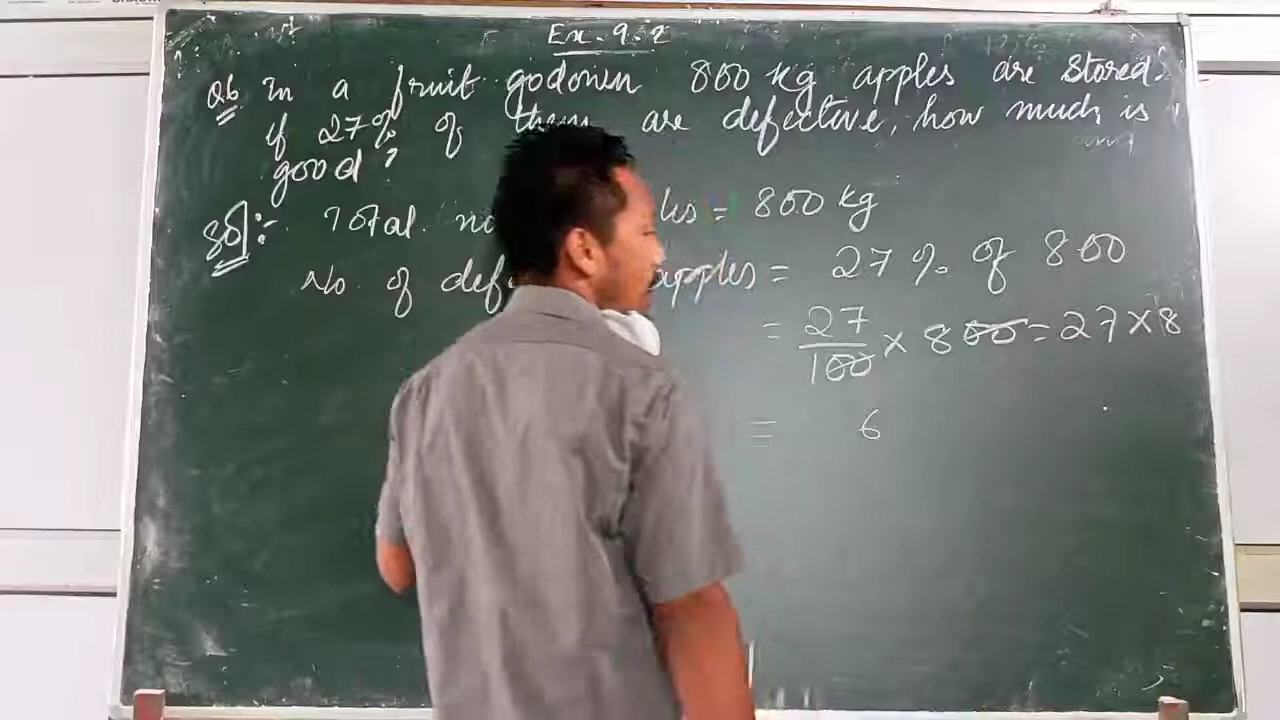 Ex. 9.2
Q6 In a fruit godown 800 kg apples are stored.
if 27% of them are defective, how much is
good?
Sol:- Total no = 800 kg
No. of apples = 27 % of 800
= 27/100 × 800 = 27 × 8
= 6